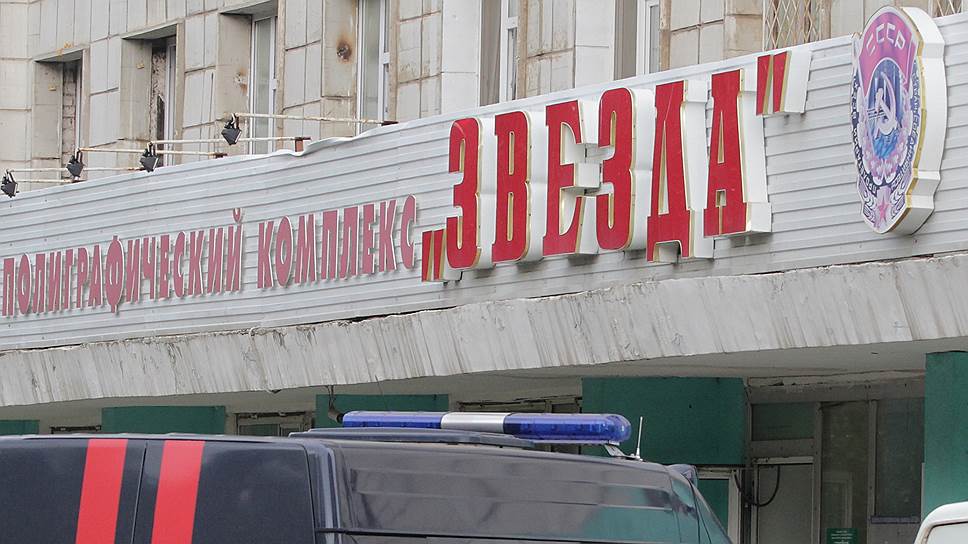 ПОЛИГРАФИЧЕСКИЙ КОМПЛЕКС „ЗВЕЗДА"
СССР